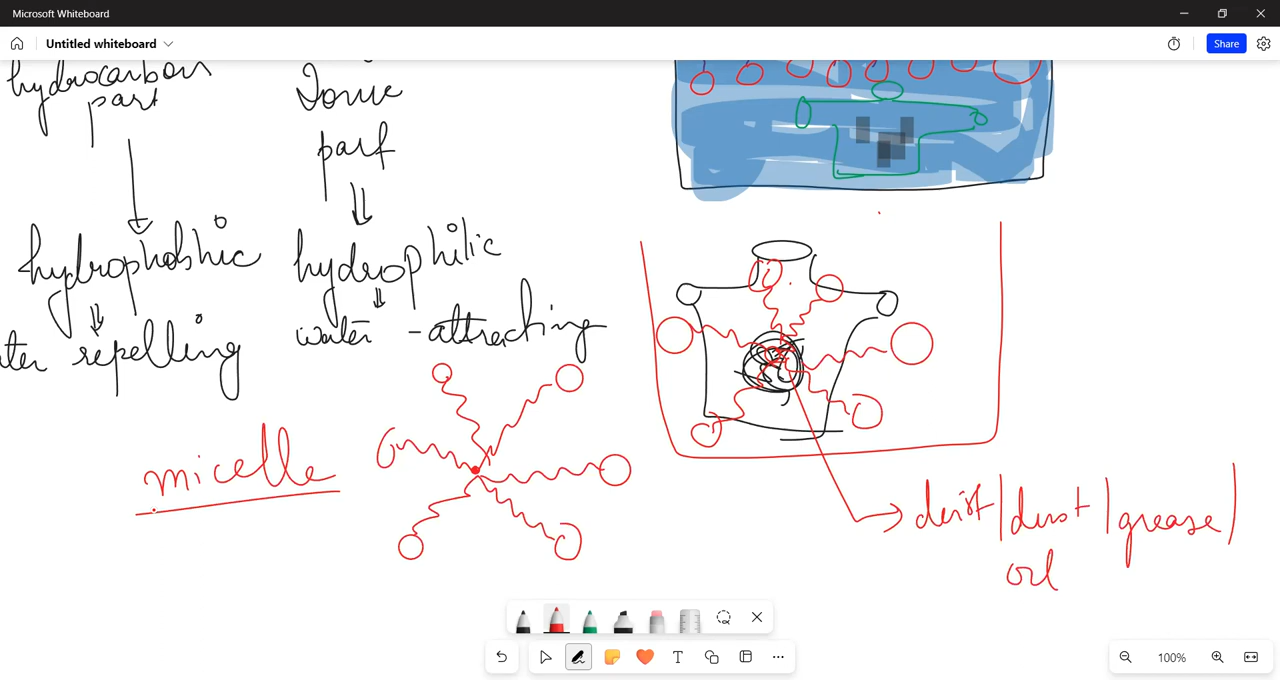 Microsoft Whiteboard
Untitled whiteboard
Share
hydrocarbon
part
Ionic
part
hydrophobic
hydrophilic
ter repelling
water - attracting
micelle
dirt/dust/grease/
oil
100%